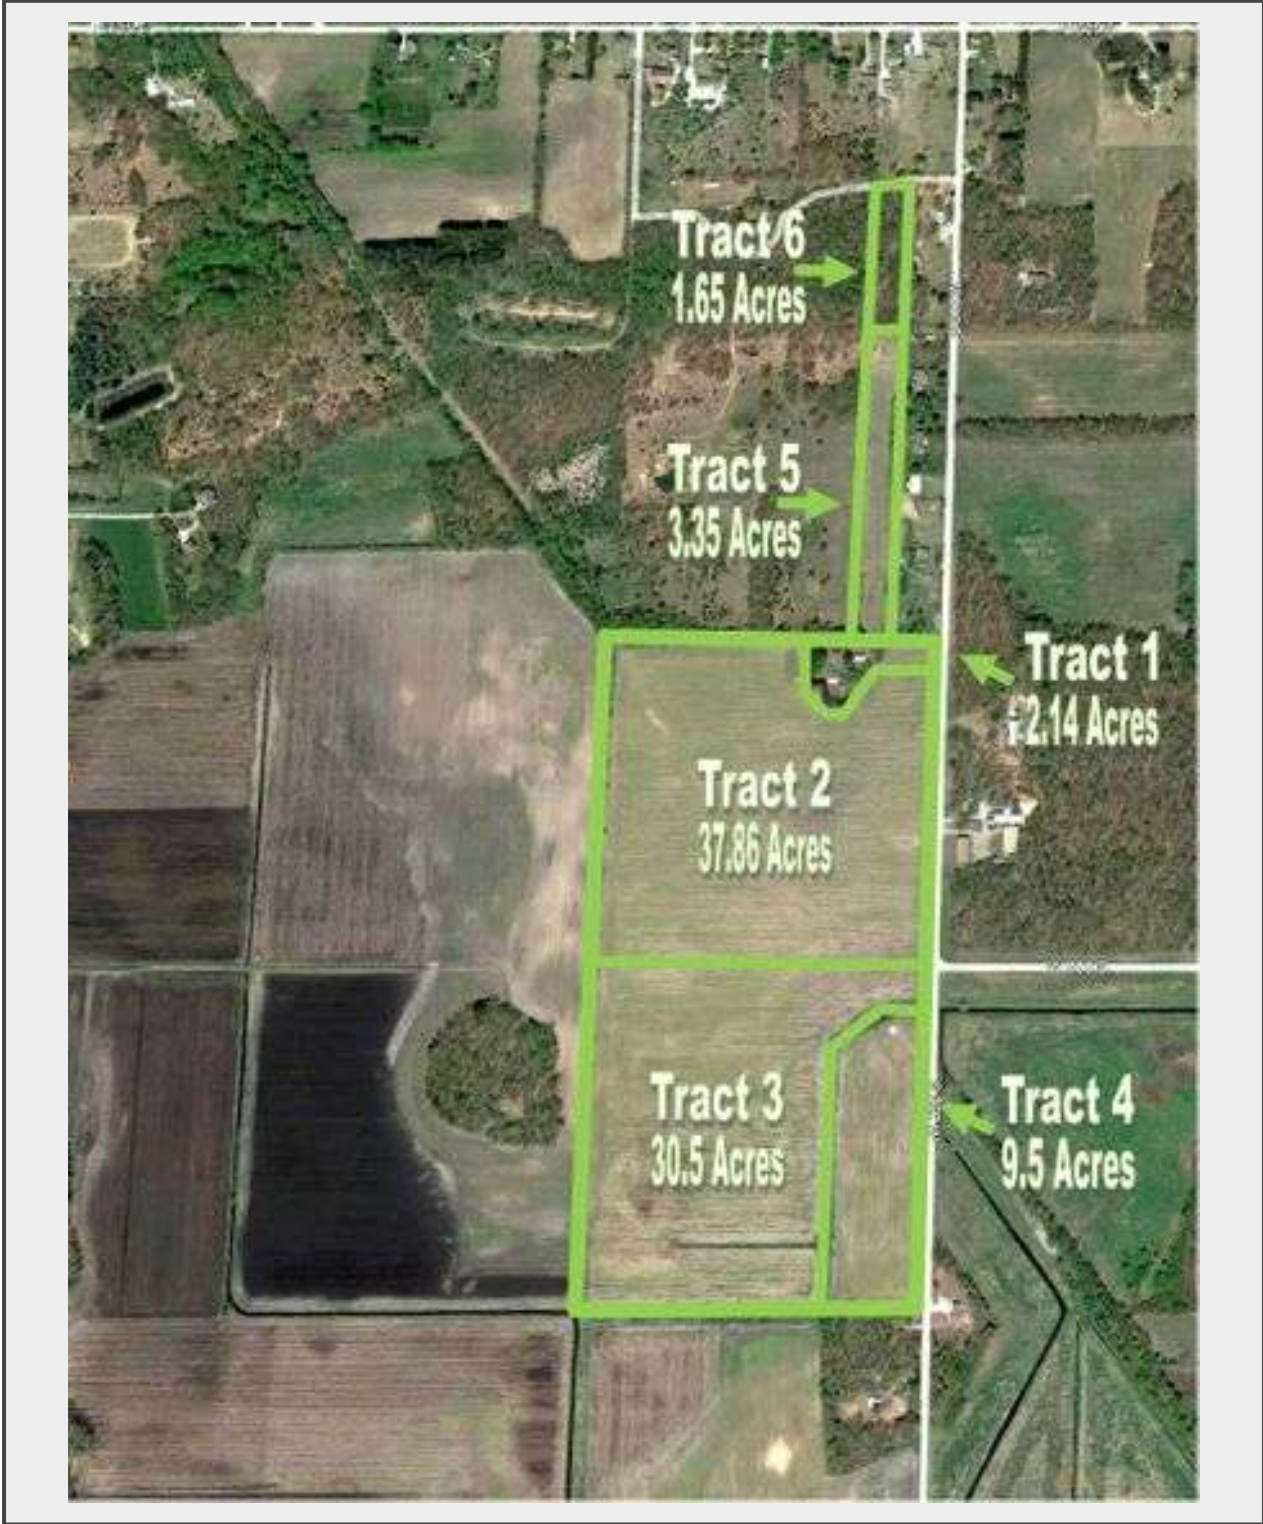 Tract 6
1.65 Acres
Tract 5
3.35 Acres
Tract 1
2.14 Acres
Tract 2
37.86 Acres
Tract 3
30.5 Acres
Tract 4
9.5 Acres